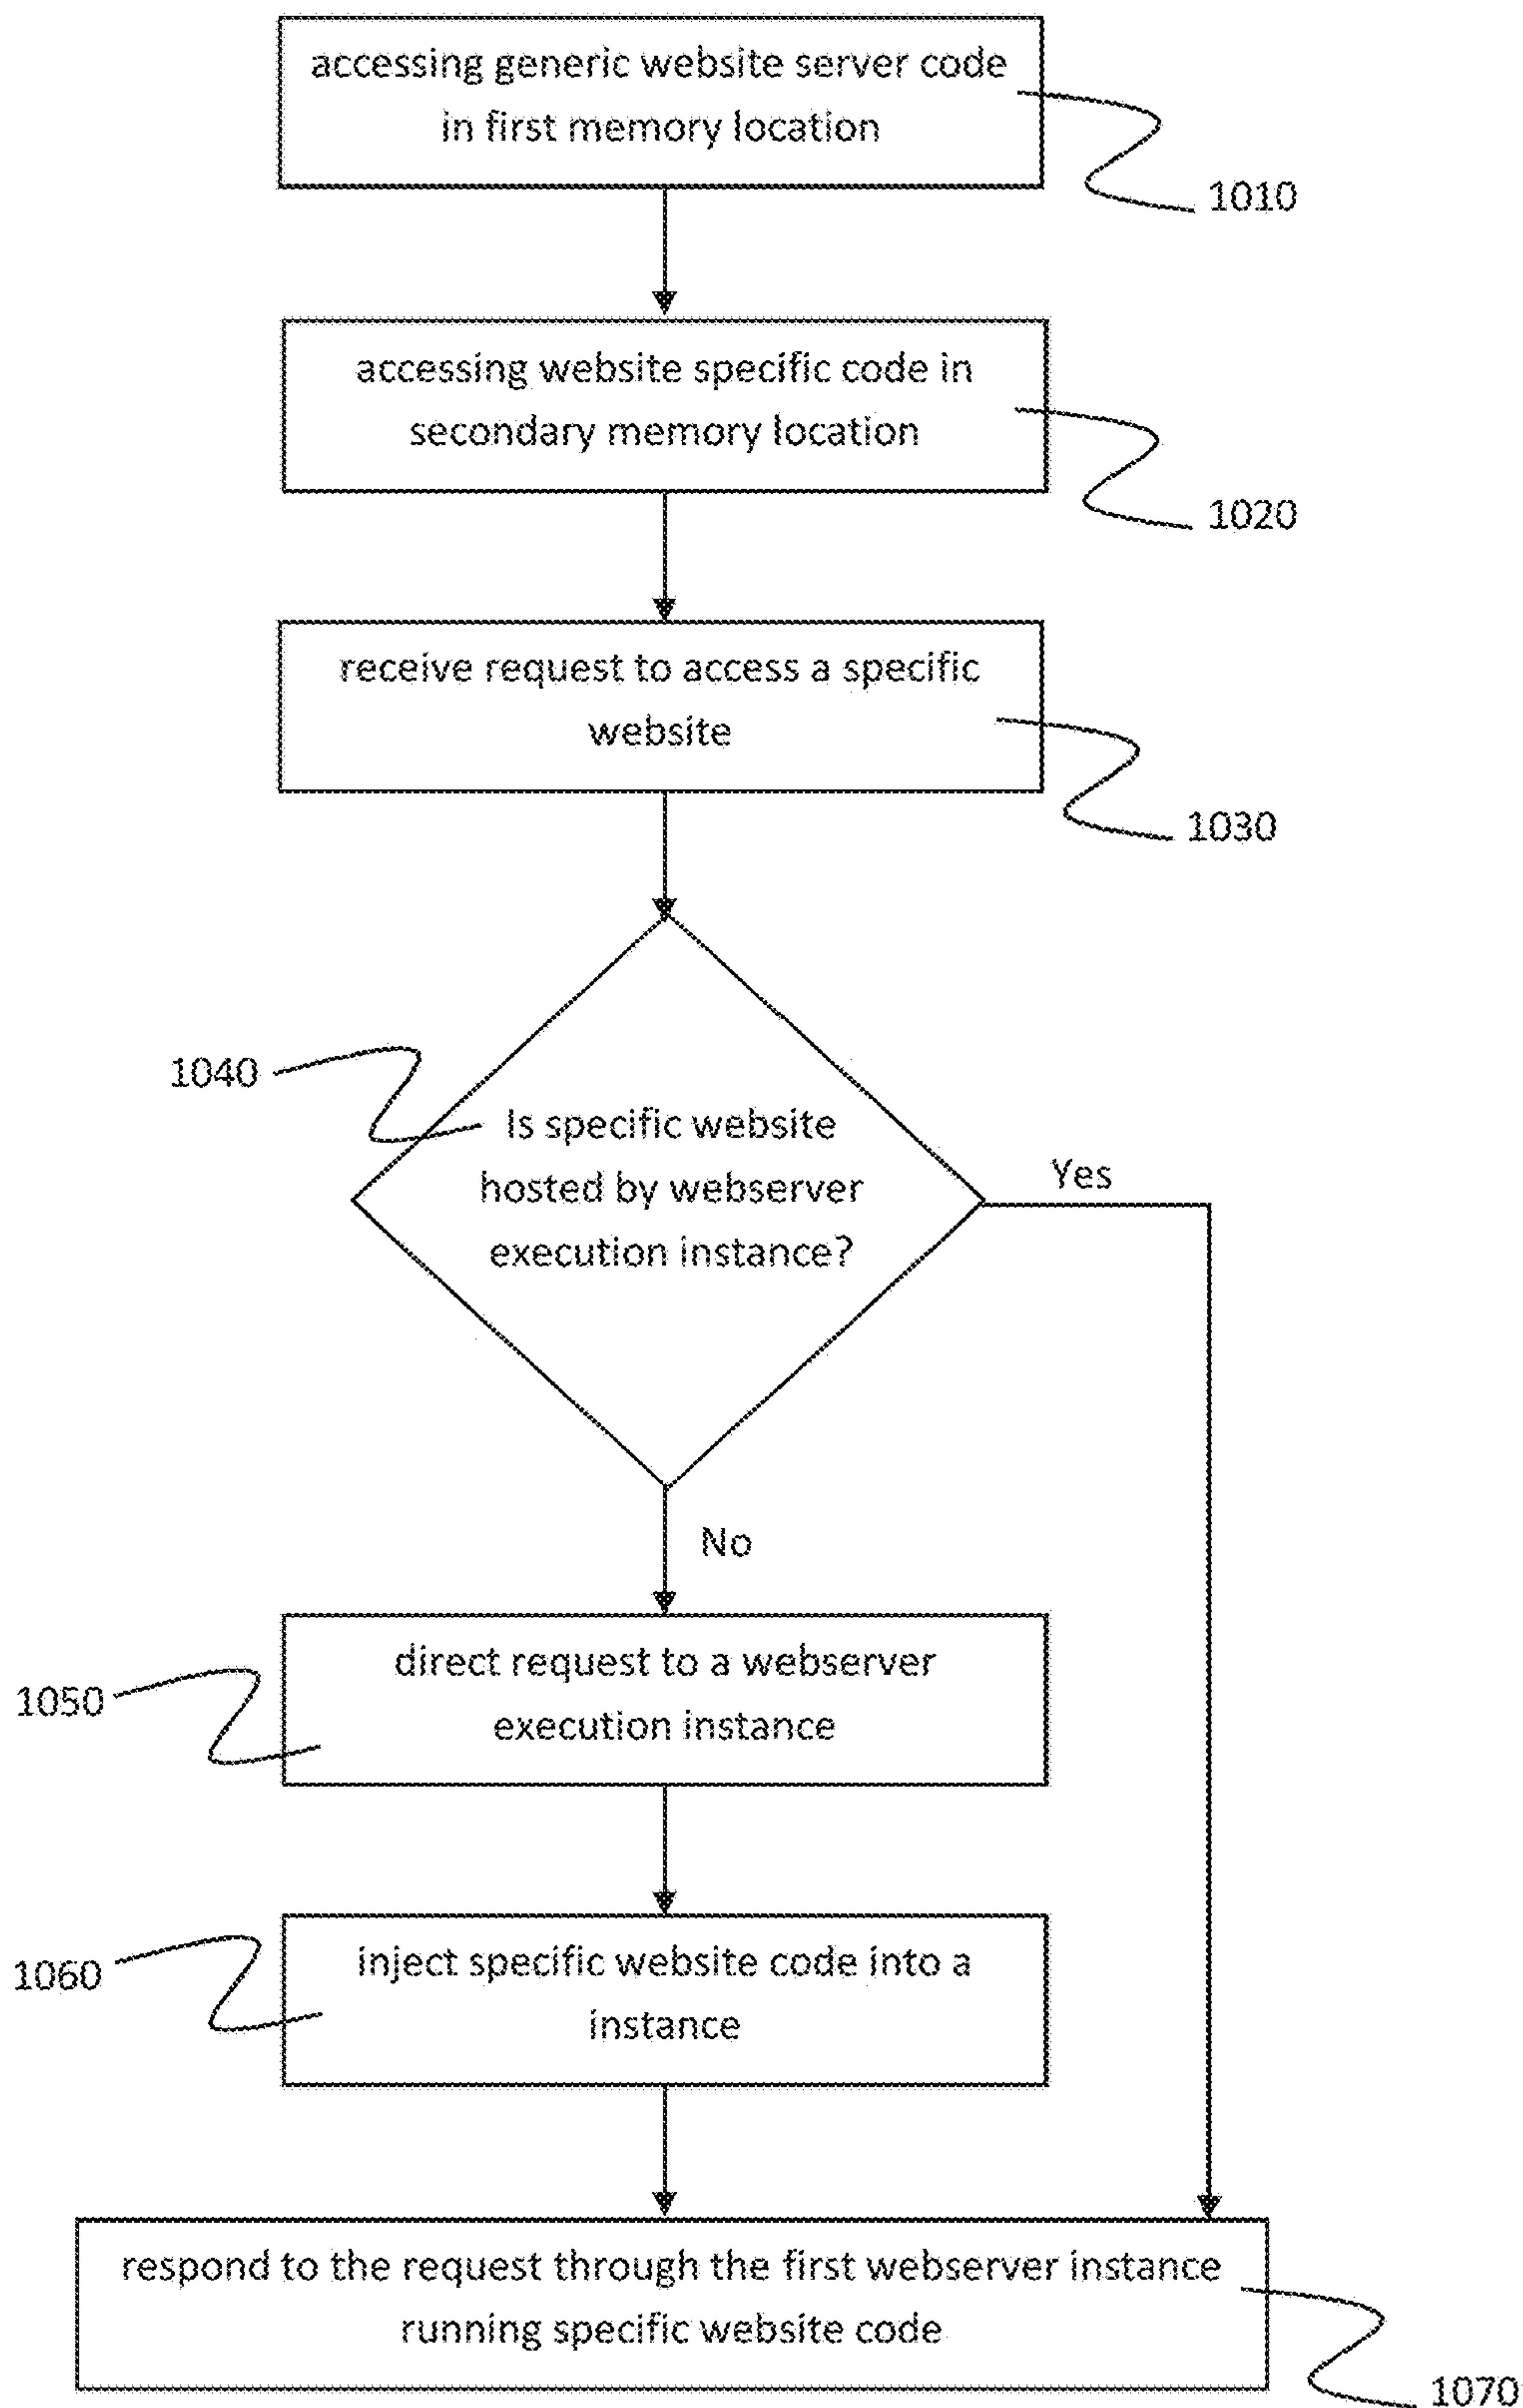 accessing generic website server code
in first memory location
1010
accessing website specific code in
secondary memory location
1020
receive request to access a specific
website
1030
1040
Is specific website
hosted by webserver
execution instance?
Yes
No
direct request to a webserver
execution instance
1050
inject specific website code into a
instance
1060
respond to the request through the first webserver instance
running specific website code
1070